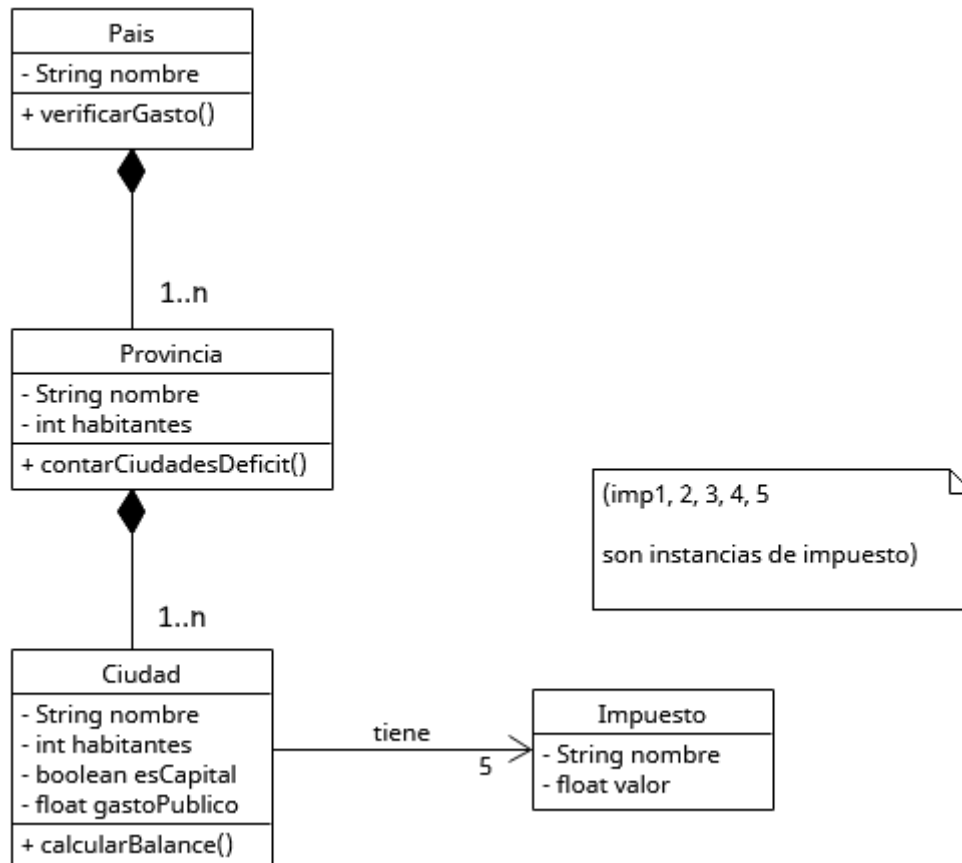 Pais
- String nombre
+ verificarGasto()
1..n
Provincia
- String nombre
- int habitantes
+ contarCiudadesDeficit()
(imp1, 2, 3, 4, 5
son instancias de impuesto)
1..n
Ciudad
- String nombre
- int habitantes
- boolean esCapital
- float gastoPublico
+ calcularBalance()
tiene
5
Impuesto
- String nombre
- float valor